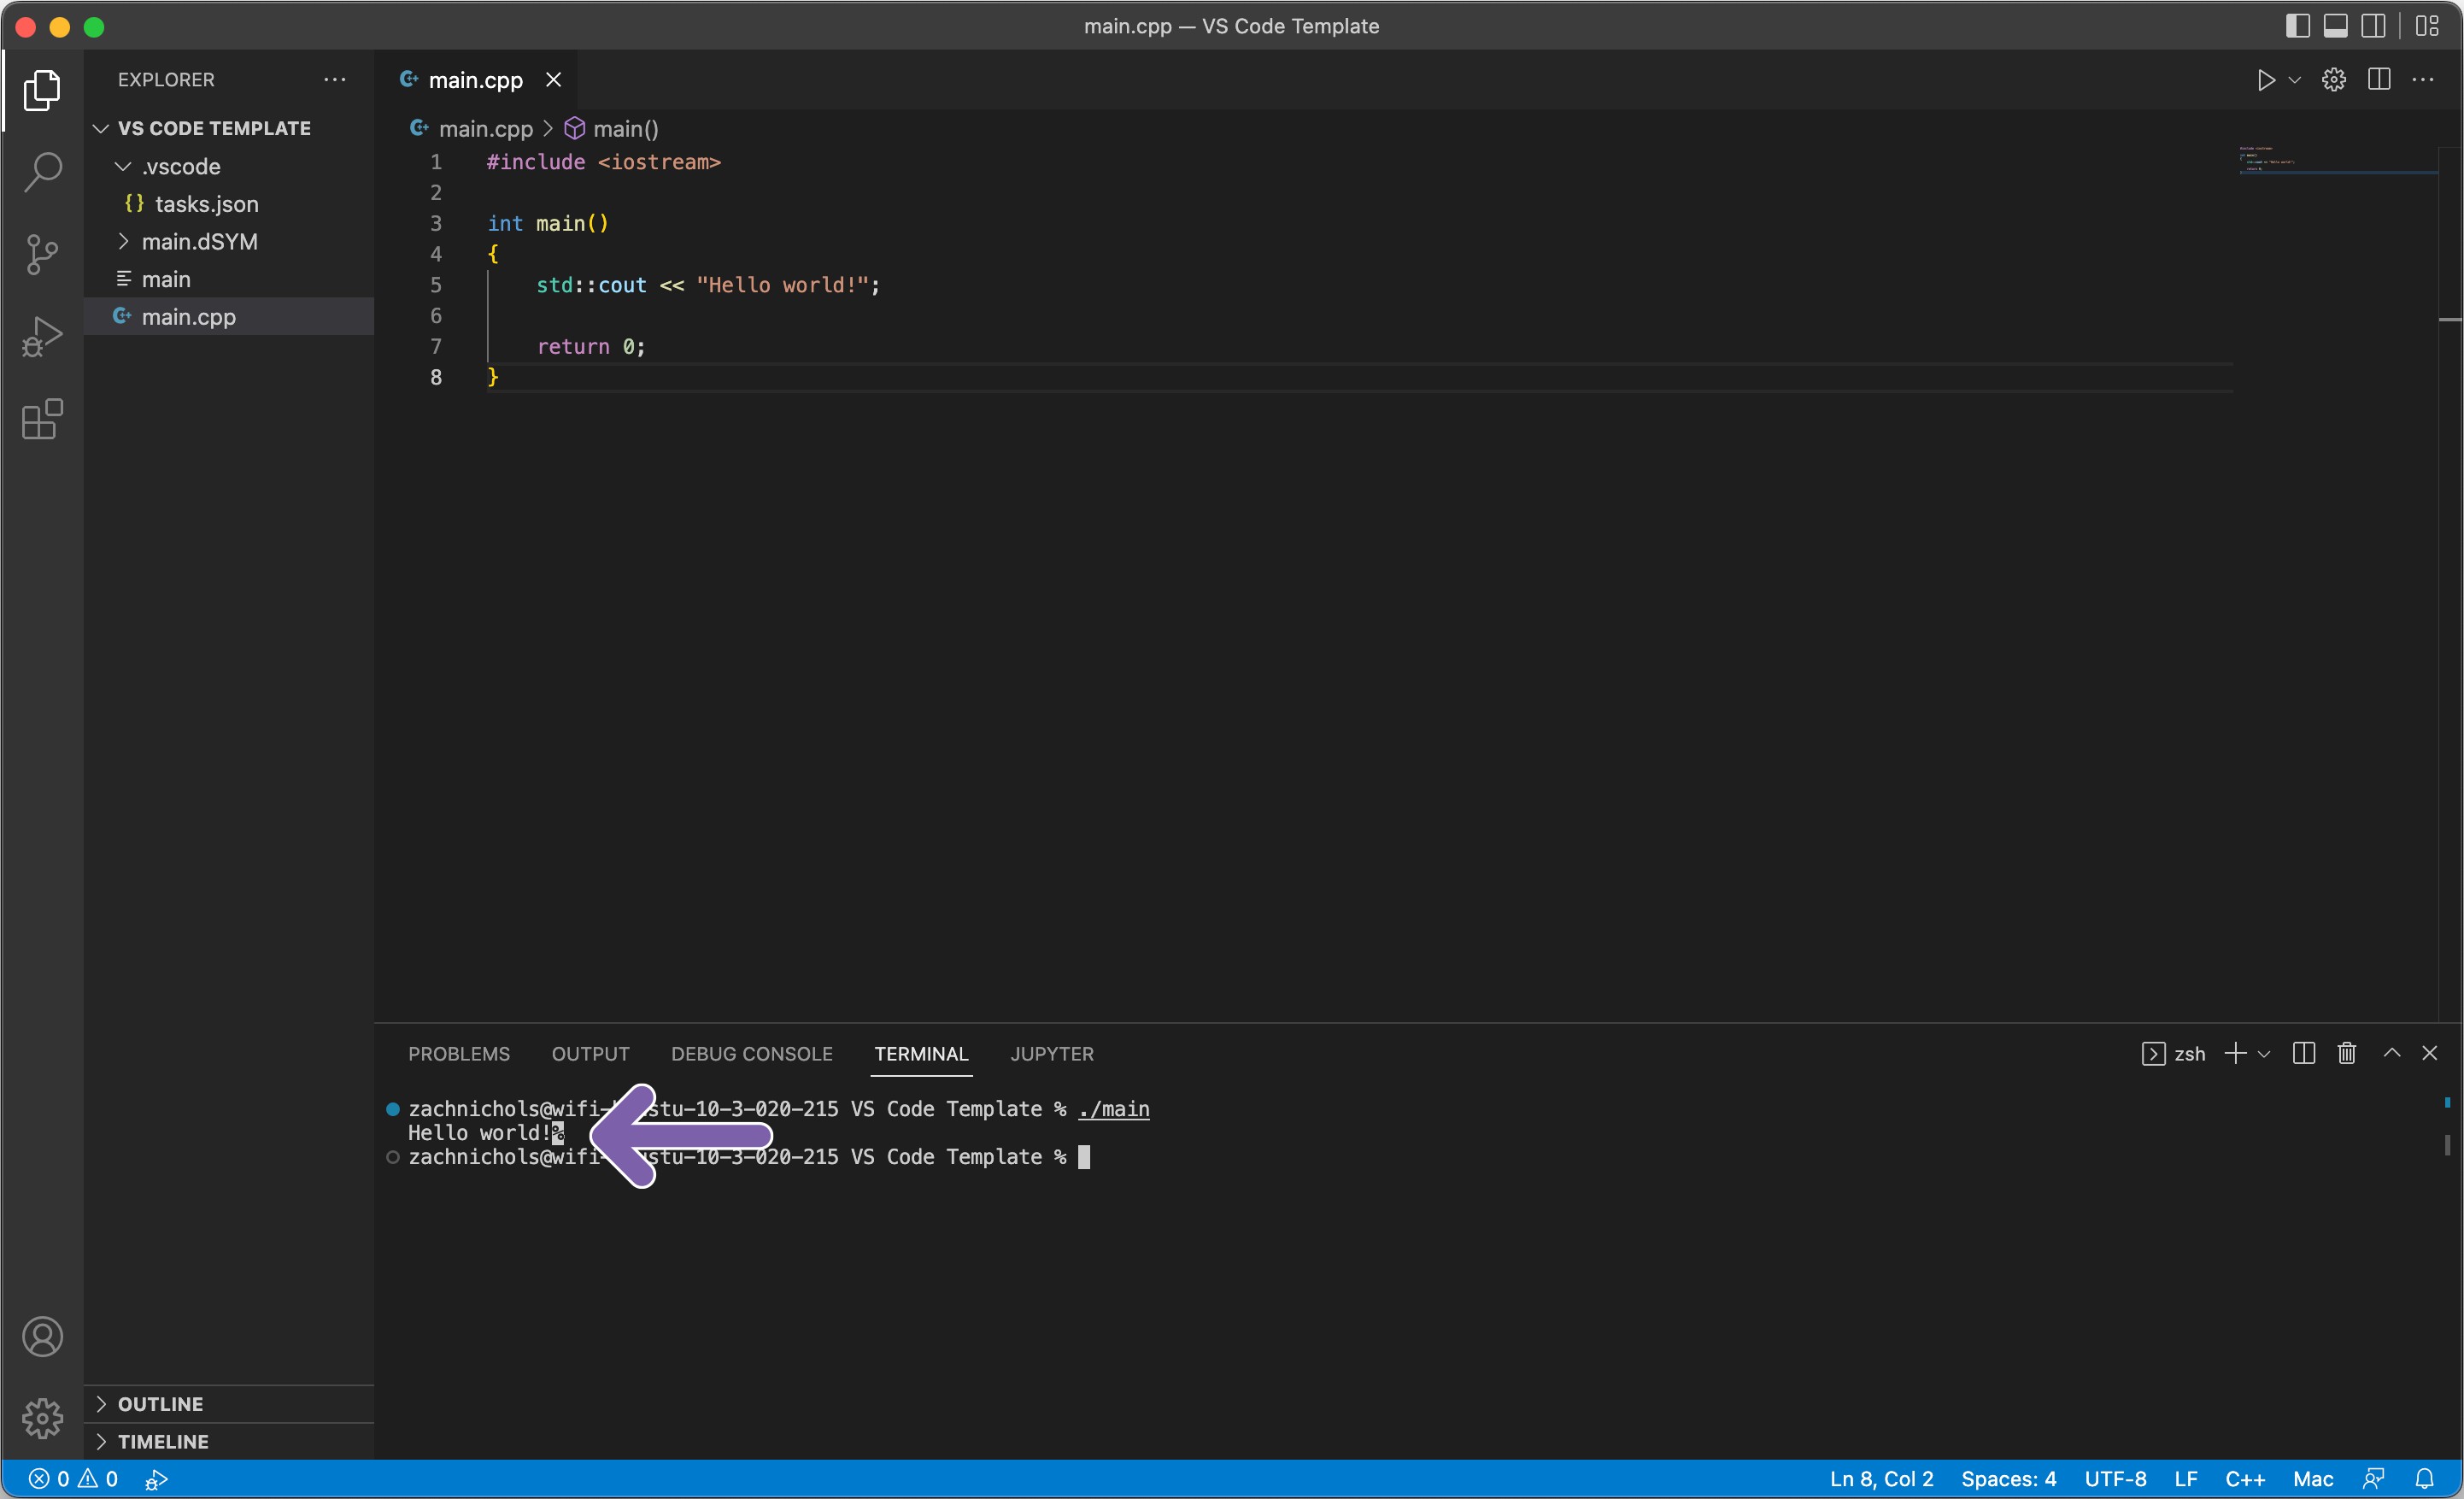 main.cpp — VS Code Template
EXPLORER
VS CODE TEMPLATE
.vscode
{} tasks.json
main.dSYM
main
main.cpp
OUTLINE
TIMELINE
main.cpp
main.cpp > main()
1 #include <iostream>
2
3 int main()
4 {
5 std::cout << "Hello world!";
6
7 return 0;
8 }
PROBLEMS OUTPUT DEBUG CONSOLE TERMINAL JUPYTER
zsh
zachnichols@wifi- stu-10-3-020-215 VS Code Template % ./main
Hello world!%
zachnichols@wifi- stu-10-3-020-215 VS Code Template %
0 0
Ln 8, Col 2 Spaces: 4 UTF-8 LF C++ Mac